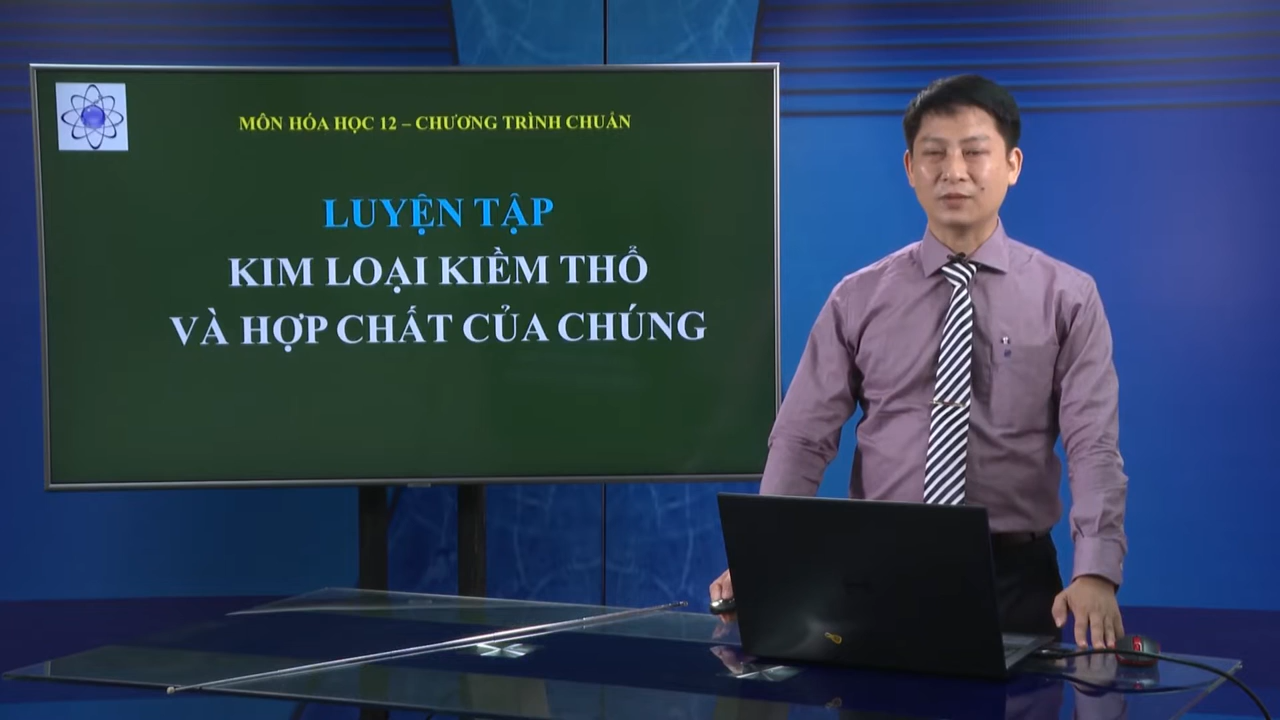 MÔN HÓA HỌC 12 – CHƯƠNG TRÌNH CHUẨN
LUYỆN TẬP
KIM LOẠI KIỀM THỔ
VÀ HỢP CHẤT CỦA CHÚNG